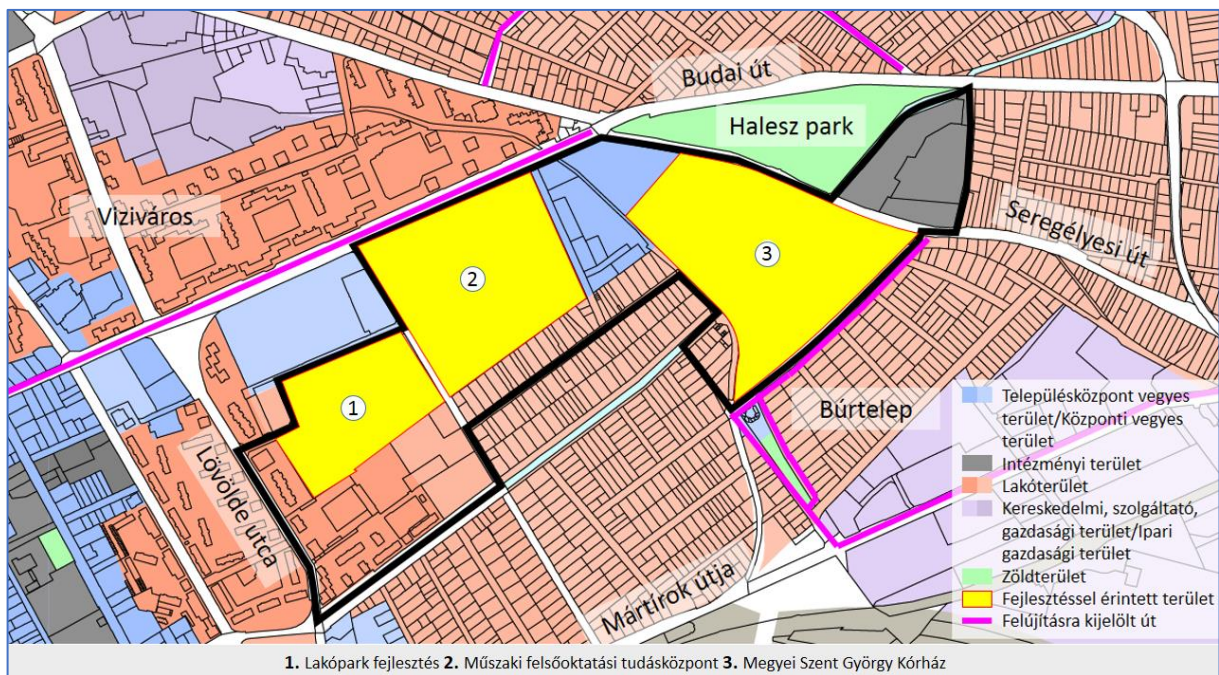 Budai út
Halesz park
Víziváros
Seregélyesi út
2
3
1
Lövölde utca
Búrtelep
Mártírok útja
Településközpont vegyes
terület/Központi vegyes
terület
Intézményi terület
Lakóterület
Kereskedelmi, szolgáltató,
gazdasági terület/Ipari
gazdasági terület
Zöldterület
Fejlesztéssel érintett terület
Felújításra kijelölt út
1. Lakópark fejlesztés 2. Műszaki felsőoktatási tudásközpont 3. Megyei Szent György Kórház